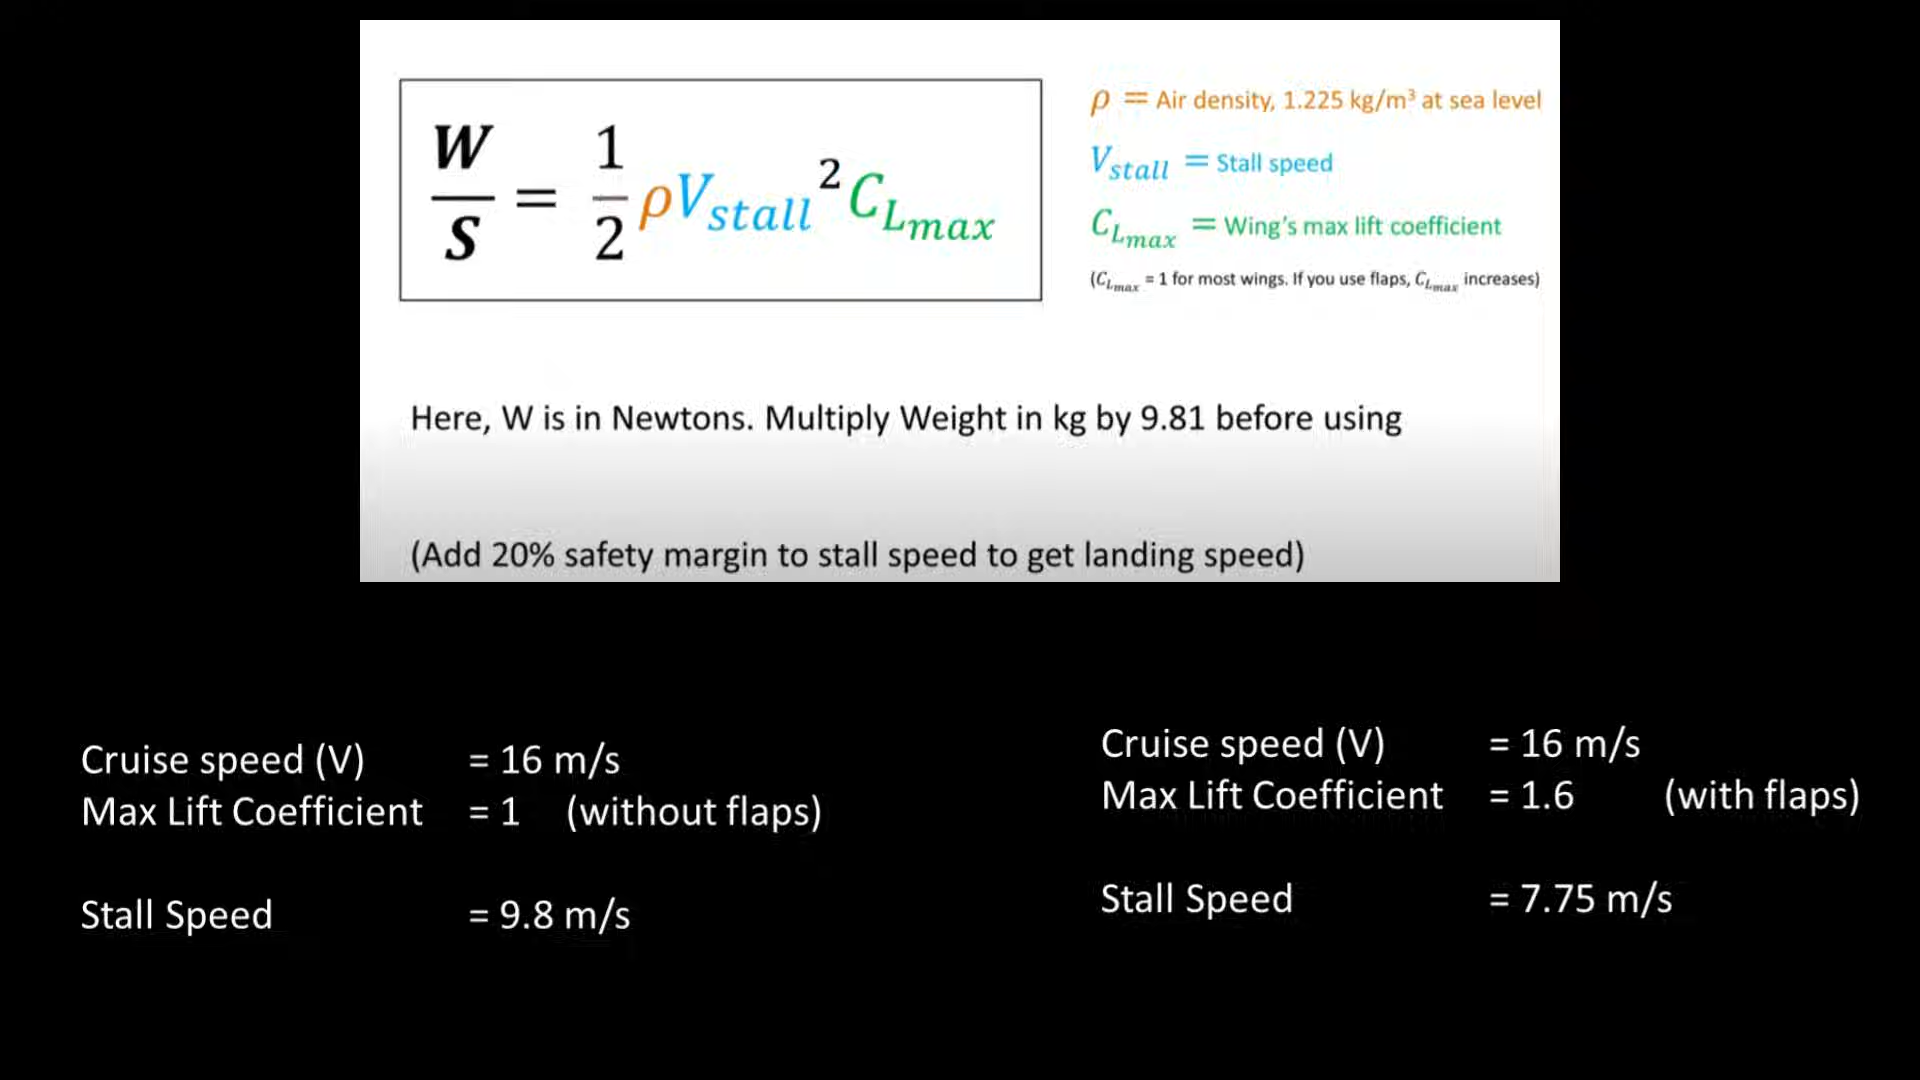 W/S = 1/2 ρV_stall² C_Lmax
ρ = Air density, 1.225 kg/m³ at sea level
V_stall = Stall speed
C_Lmax = Wing's max lift coefficient
(C_Lmax = 1 for most wings. If you use flaps, C_Lmax increases)
Here, W is in Newtons. Multiply Weight in kg by 9.81 before using
(Add 20% safety margin to stall speed to get landing speed)
Cruise speed (V) = 16 m/s
Max Lift Coefficient = 1 (without flaps)
Stall Speed = 9.8 m/s
Cruise speed (V) = 16 m/s
Max Lift Coefficient = 1.6 (with flaps)
Stall Speed = 7.75 m/s